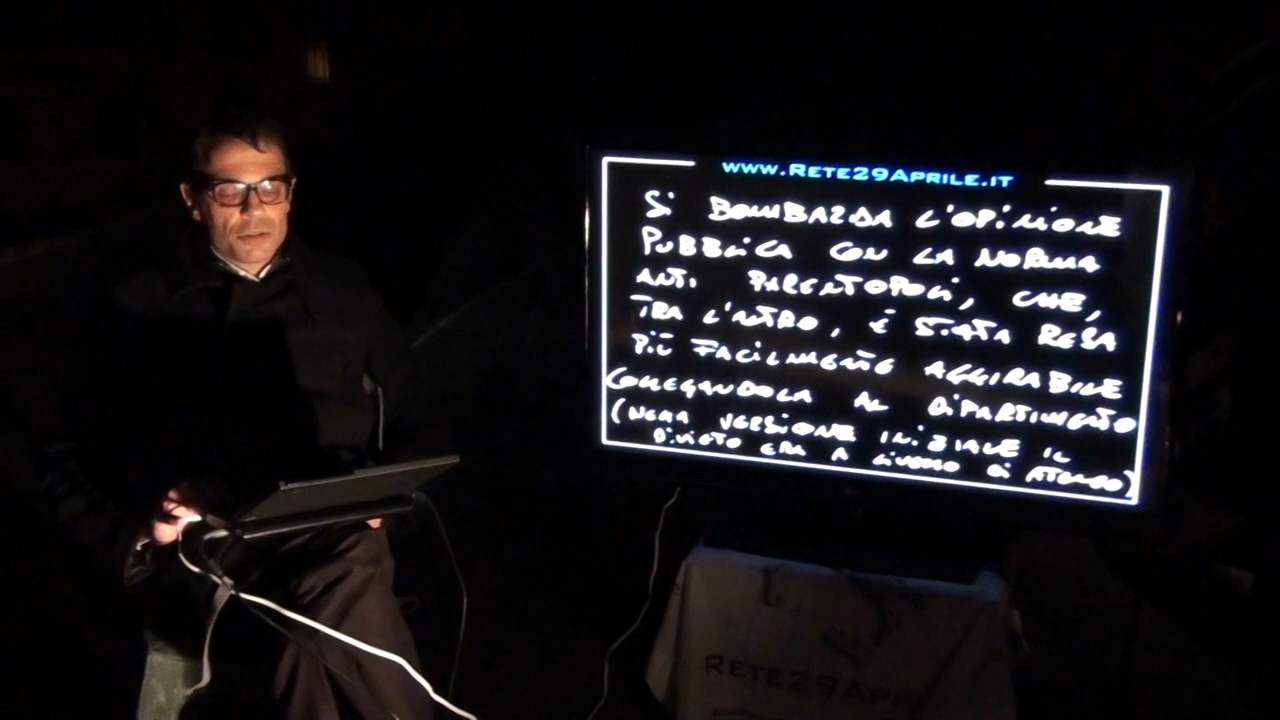 www.Rete29Aprile.it
Si BOMBARDA L'OPiNiONE
PUBBLiCA CON LA NORMA
ANTi PARENTOPOLi, CHE,
TRA L'ALTRO, È STATA RESA
PiÙ FACiLMENTE AGGiRABiLE
COLLEGANDOLA AL DiPARTiMENTO
(NELLA VERSiONE iNiZiALE iL
DiViETO ERA A LiVELLO Di ATENEO)
Rete29Apri